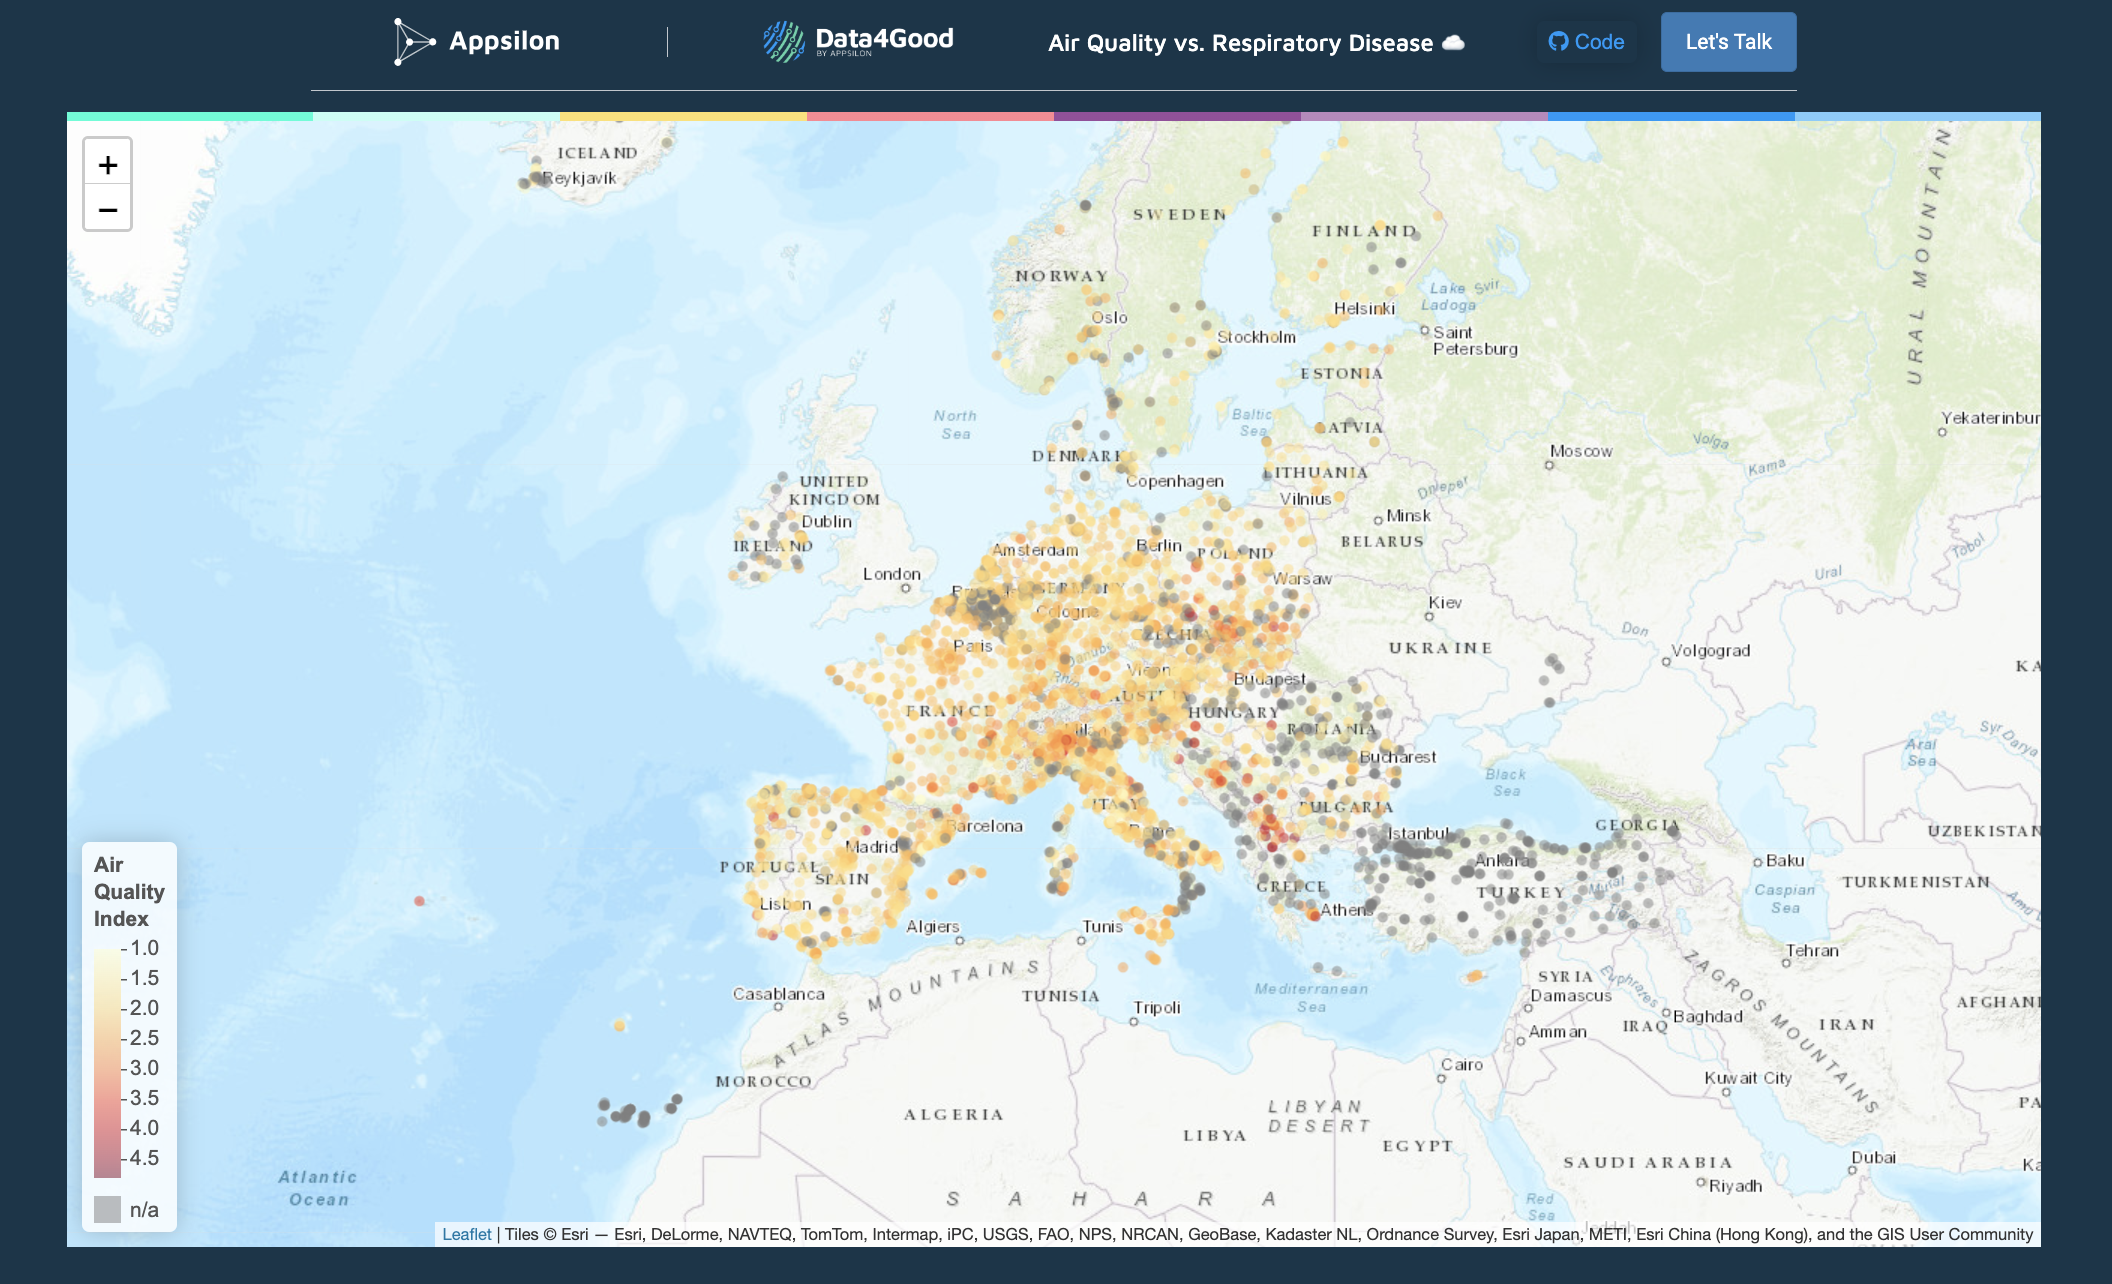 Appsilon
Data4Good
BY APPSILON
Air Quality vs. Respiratory Disease
Code
Let's Talk
+
−
ICELAND
Reykjavík
SWEDEN
FINLAND
NORWAY
Oslo
Helsinki
Lake Svir
Ladoga
Stockholm
Saint
Petersburg
ESTONIA
URAL MOUNTAIN
North
Sea
Baltic
Sea
LATVIA
Yekaterinbur
DENMARK
Moscow
Volga
Kama
UNITED
KINGDOM
Copenhagen
LITHUANIA
Vilnius
Dnieper
Dublin
Minsk
IRELAND
Amsterdam
Berlin
POLAND
BELARUS
Tobol
London
GERMANY
Warsaw
Ural
Cologne
Kiev
Paris
CZECHIA
UKRAINE
Don
Volgograd
Danube
KA
Budapest
AUSTRIA
FRANCE
HUNGARY
ROMANIA
Bucharest
Aral
Sea
Syr Darya
Black
Sea
ITALY
BULGARIA
Barcelona
Rome
Istanbul
GEORGIA
UZBEKISTAN
Madrid
Ankara
Baku
PORTUGAL
SPAIN
GREECE
TURKEY
Murat
Caspian
Sea
TURKMENISTAN
Lisbon
Athens
Amu
Algiers
Tunis
Tehran
Casablanca
ATLAS MOUNTAINS
TUNISIA
Tripoli
Mediterranean
Sea
SYRIA
Damascus
Euphrates
ZAGROS MOUNTAINS
AFGHANI
Amman
IRAQ
Baghdad
IRAN
MOROCCO
Cairo
Kuwait City
ALGERIA
LIBYAN
DESERT
PA
LIBYA
EGYPT
SAUDI ARABIA
Dubai
Ka
Atlantic
Ocean
SAHARA
Red
Sea
Riyadh
Air
Quality
Index
1.0
1.5
2.0
2.5
3.0
3.5
4.0
4.5
n/a
Leaflet | Tiles © Esri — Esri, DeLorme, NAVTEQ, TomTom, Intermap, iPC, USGS, FAO, NPS, NRCAN, GeoBase, Kadaster NL, Ordnance Survey, Esri Japan, METI, Esri China (Hong Kong), and the GIS User Community